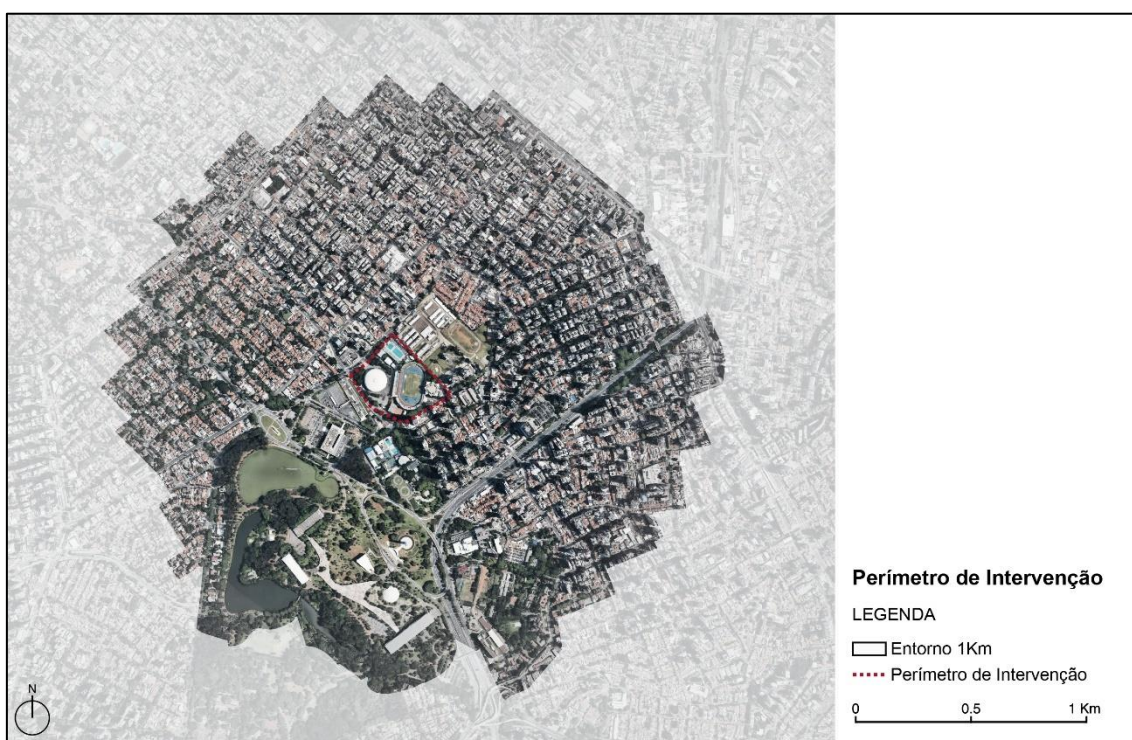 Perímetro de Intervenção
LEGENDA
Entorno 1Km
Perímetro de Intervenção
0 0.5 1 Km
N